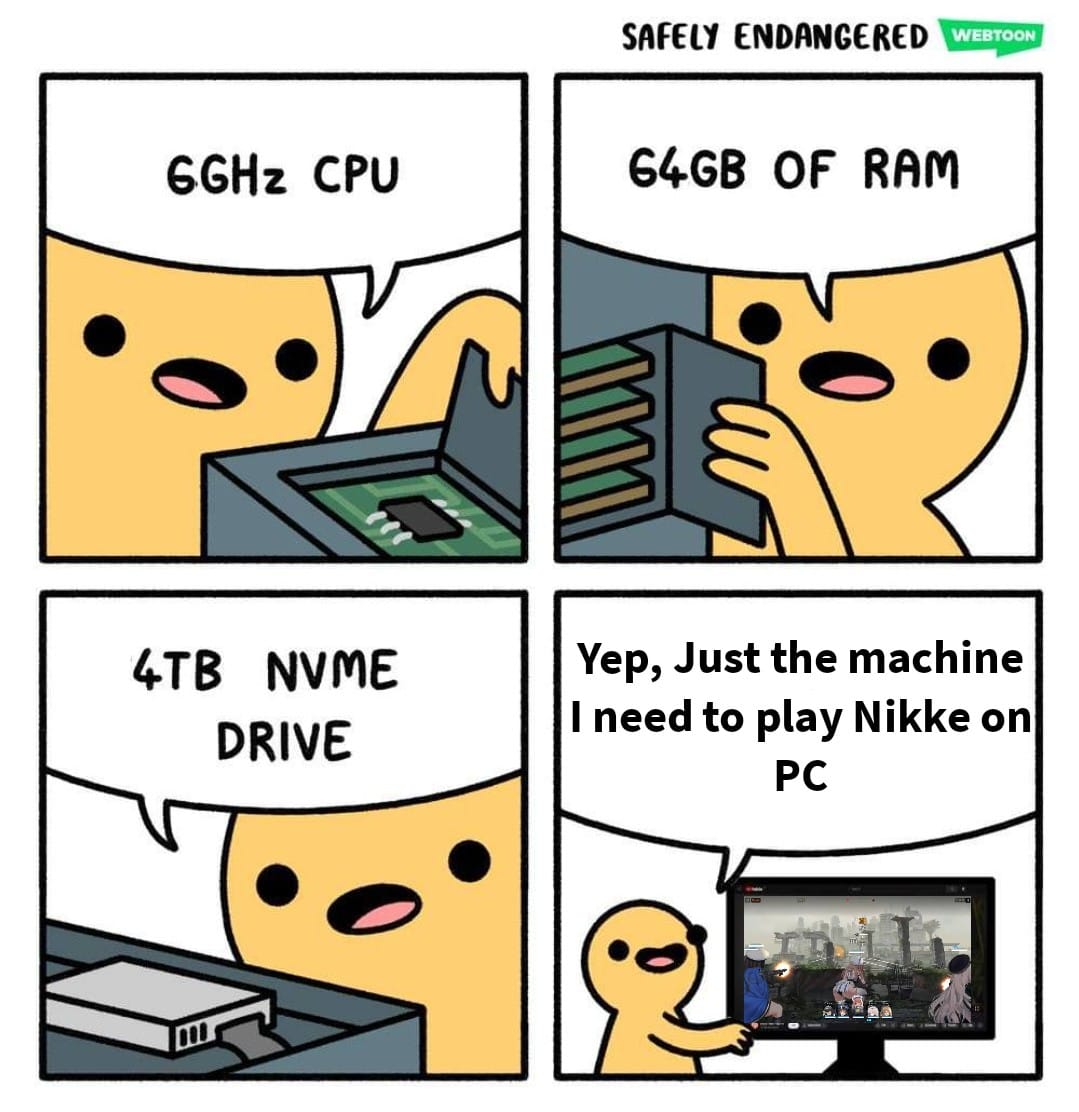 SAFELY ENDANGERED WEBTOON
6GHz CPU
64GB OF RAM
4TB NVME
DRIVE
Yep, Just the machine
I need to play Nikke on
PC